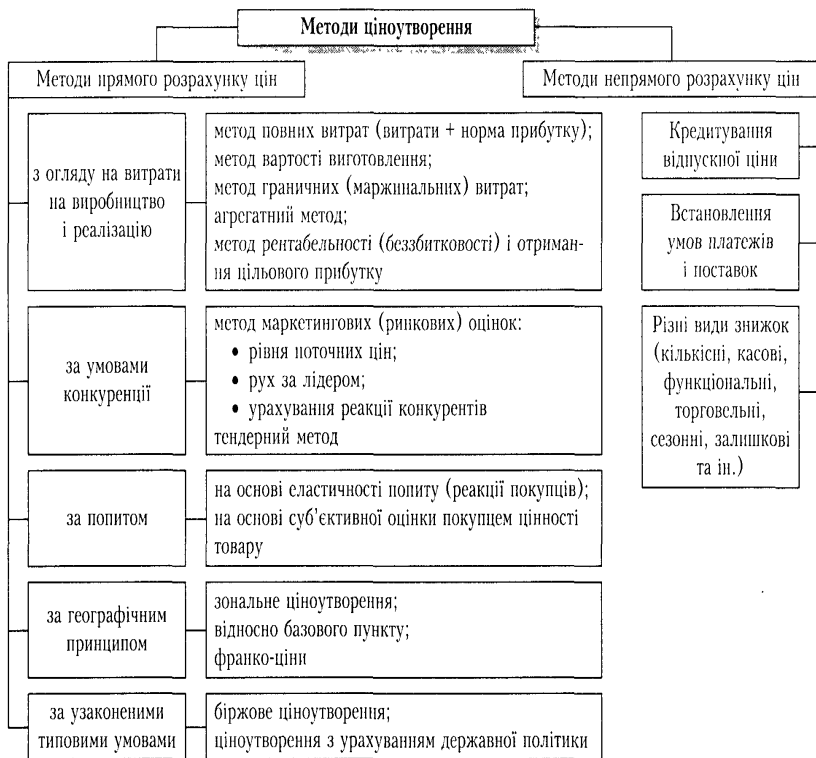 Методи ціноутворення
Методи прямого розрахунку цін
Методи непрямого розрахунку цін
з огляду на витрати
на виробництво
і реалізацію
метод повних витрат (витрати + норма прибутку);
метод вартості виготовлення;
метод граничних (маржинальних) витрат;
агрегатний метод;
метод рентабельності (беззбитковості) і отриман-
ня цільового прибутку
за умовами
конкуренції
метод маркетингових (ринкових) оцінок:
• рівня поточних цін;
• рух за лідером;
• урахування реакції конкурентів
тендерний метод
за попитом
на основі еластичності попиту (реакції покупців);
на основі суб'єктивної оцінки покупцем цінності
товару
за географічним
принципом
зональне ціноутворення;
відносно базового пункту;
франко-ціни
за узаконеними
типовими умовами
біржове ціноутворення;
ціноутворення з урахуванням державної політики
Кредитування
відпускної ціни
Встановлення
умов платежів
і поставок
Різні види знижок
(кількісні, касові,
функціональні,
торговельні,
сезонні, залишкові
та ін.)